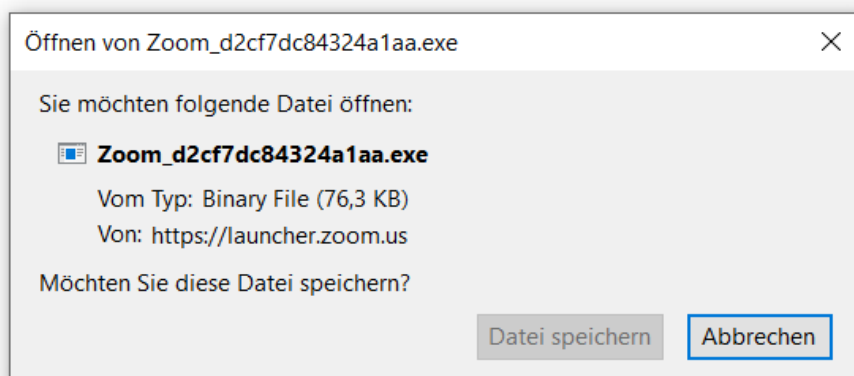 Öffnen von Zoom_d2cf7dc84324a1aa.exe
Sie möchten folgende Datei öffnen:
Zoom_d2cf7dc84324a1aa.exe
Vom Typ: Binary File (76,3 KB)
Von: https://launcher.zoom.us
Möchten Sie diese Datei speichern?
Datei speichern Abbrechen